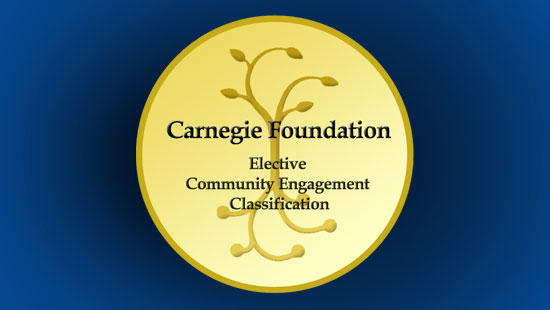 Carnegie Foundation
Elective
Community Engagement
Classification